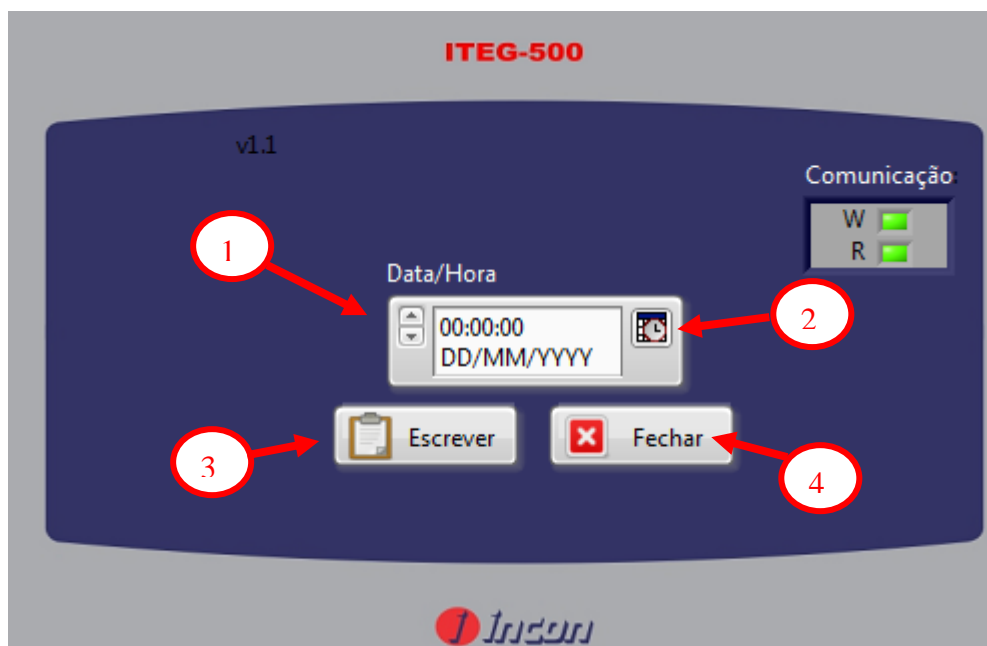 ITEG-500
v1.1
Comunicação:
W
R
1
Data/Hora
00:00:00
DD/MM/YYYY
2
Escrever
Fechar
3
4
Incon